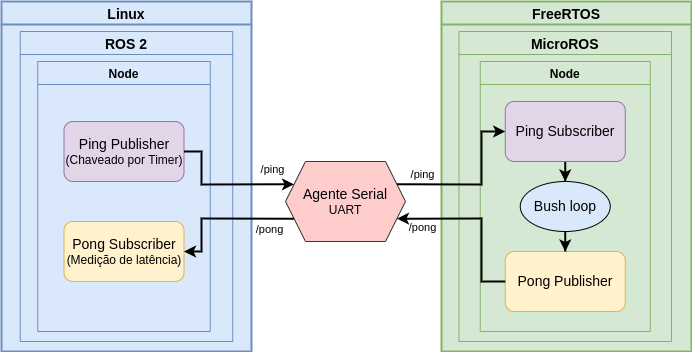 Linux
ROS 2
Node
Ping Publisher
(Chaveado por Timer)
Pong Subscriber
(Medição de latência)
/ping
/pong
Agente Serial
UART
/ping
/pong
FreeRTOS
MicroROS
Node
Ping Subscriber
Bush loop
Pong Publisher